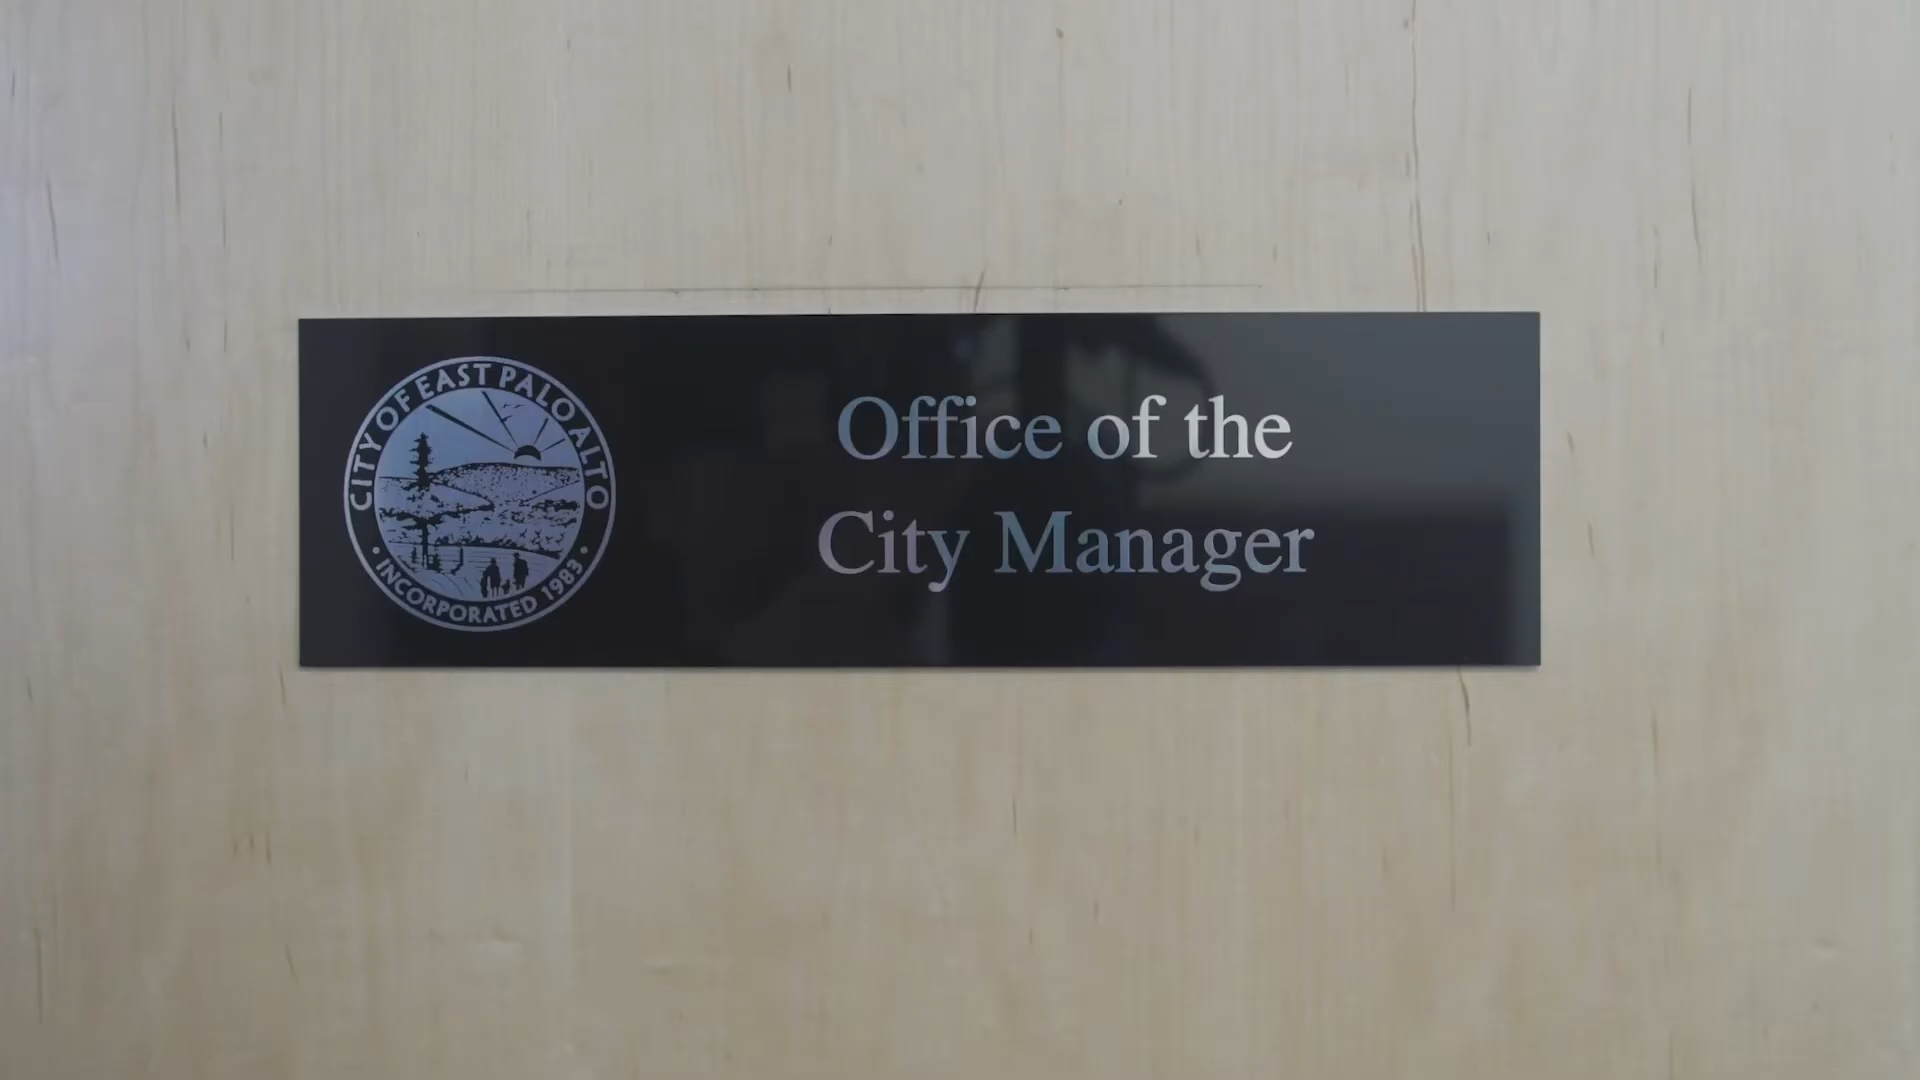 CITY OF EAST PALO ALTO
• INCORPORATED 1983 •
Office of the
City Manager